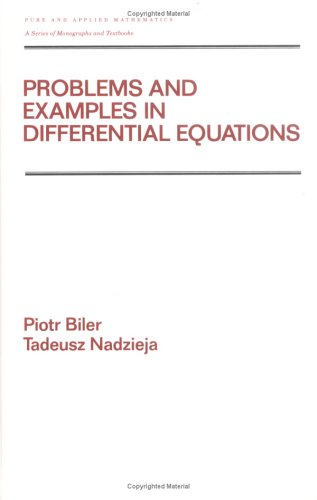 Copyrighted Material
PURE AND APPLIED MATHEMATICS
A Series of Monographs and Textbooks
PROBLEMS AND
EXAMPLES IN
DIFFERENTIAL EQUATIONS
Piotr Biler
Tadeusz Nadzieja
Copyrighted Material